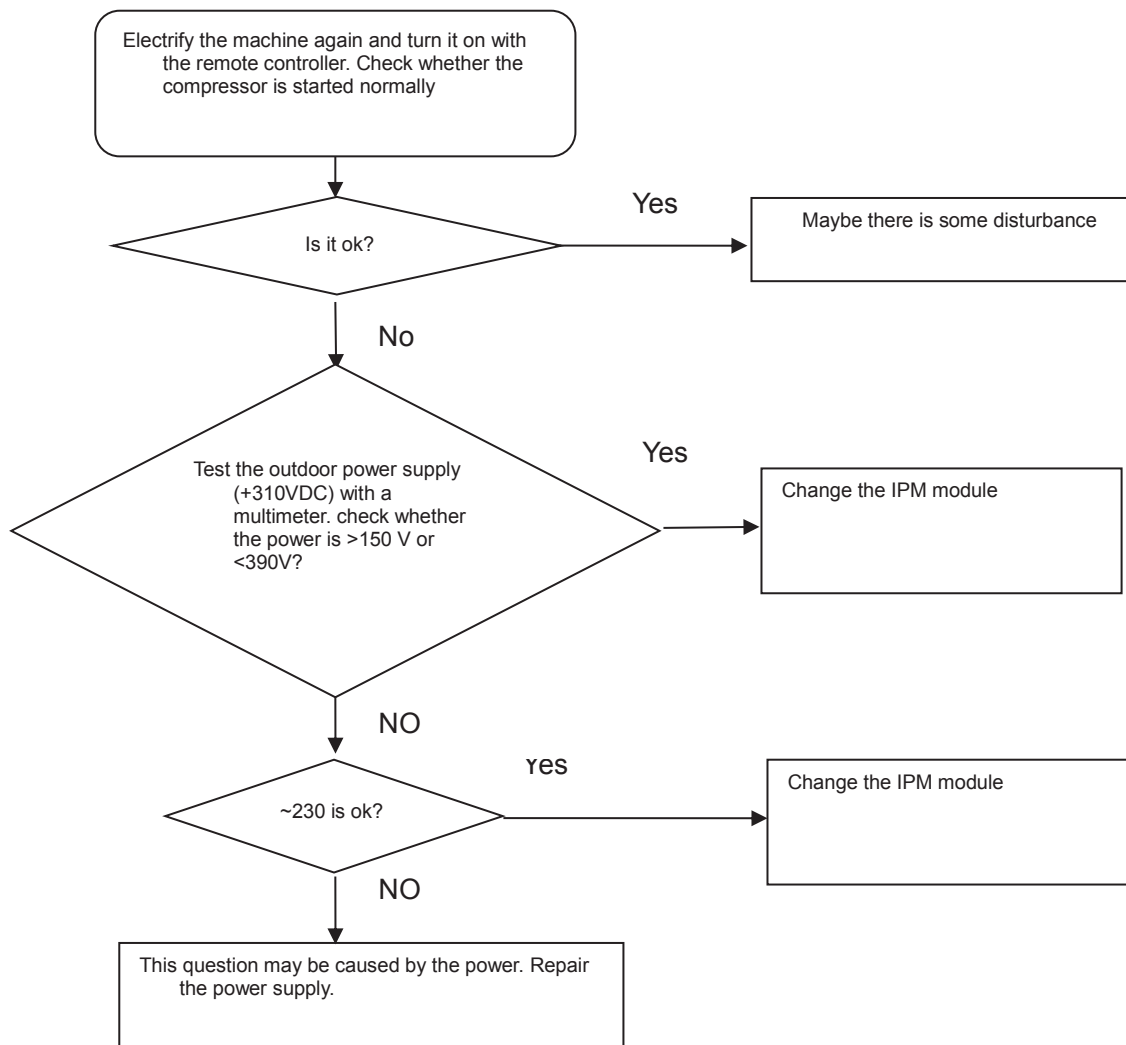 Electrify the machine again and turn it on with
the remote controller. Check whether the
compressor is started normally
Yes
Is it ok?
Maybe there is some disturbance
No
Yes
Test the outdoor power supply
(+310VDC) with a
multimeter. check whether
the power is >150 V or
<390V?
Change the IPM module
NO
Yes
~230 is ok?
Change the IPM module
NO
This question may be caused by the power. Repair
the power supply.